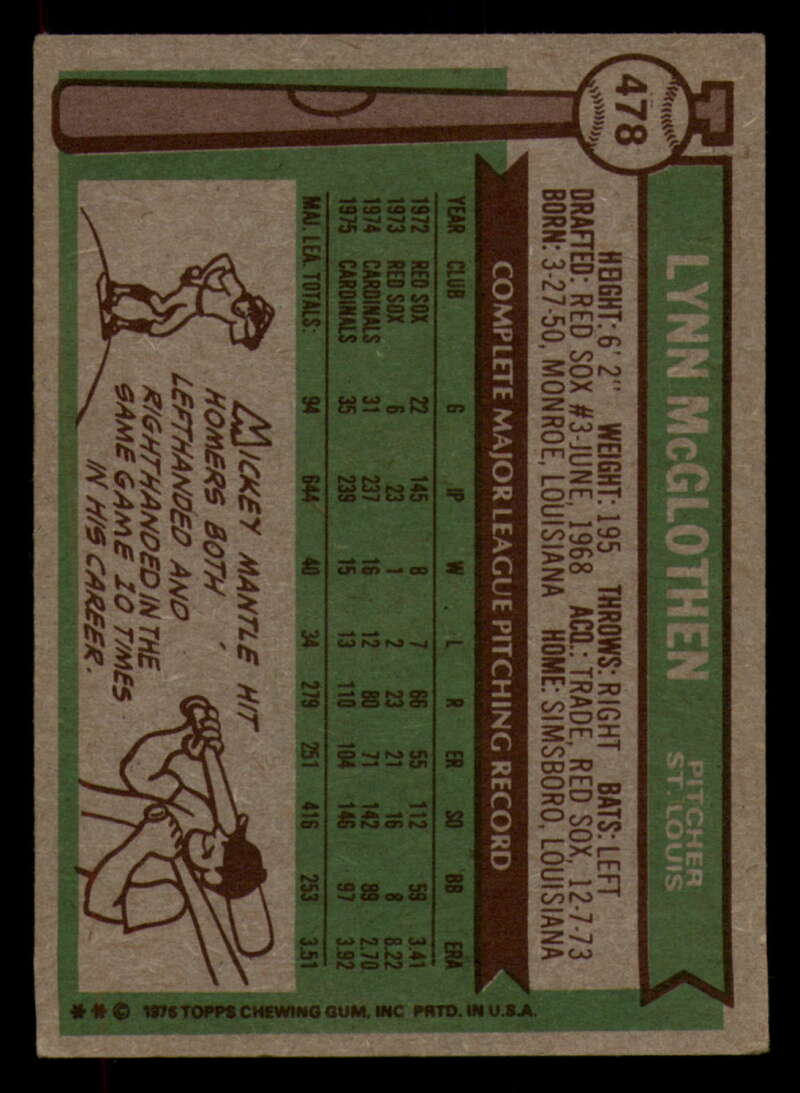 478
LYNN McGLOTHEN
PITCHER
ST. LOUIS
HEIGHT: 6' 2" WEIGHT: 195 THROWS: RIGHT BATS: LEFT
DRAFTED: RED SOX #3-JUNE, 1968 ACQ.: TRADE, RED SOX, 12-7-73
BORN: 3-27-50, MONROE, LOUISIANA HOME: SIMSBORO, LOUISIANA
COMPLETE MAJOR LEAGUE PITCHING RECORD
YEAR CLUB G IP W L R ER SO BB ERA
1972 RED SOX 22 145 8 7 66 55 112 59 3.41
1973 RED SOX 6 23 1 2 23 21 16 8 8.22
1974 CARDINALS 31 237 16 12 80 71 142 89 2.70
1975 CARDINALS 35 239 15 13 110 104 146 97 3.92
MAJ. LEA. TOTALS: 94 644 40 34 279 251 416 253 3.51
MICKEY MANTLE HIT
HOMERS BOTH
LEFTHANDED AND
RIGHTHANDED IN THE
SAME GAME 10 TIMES
IN HIS CAREER.
** © 1976 TOPPS CHEWING GUM, INC PRTD. IN U.S.A.